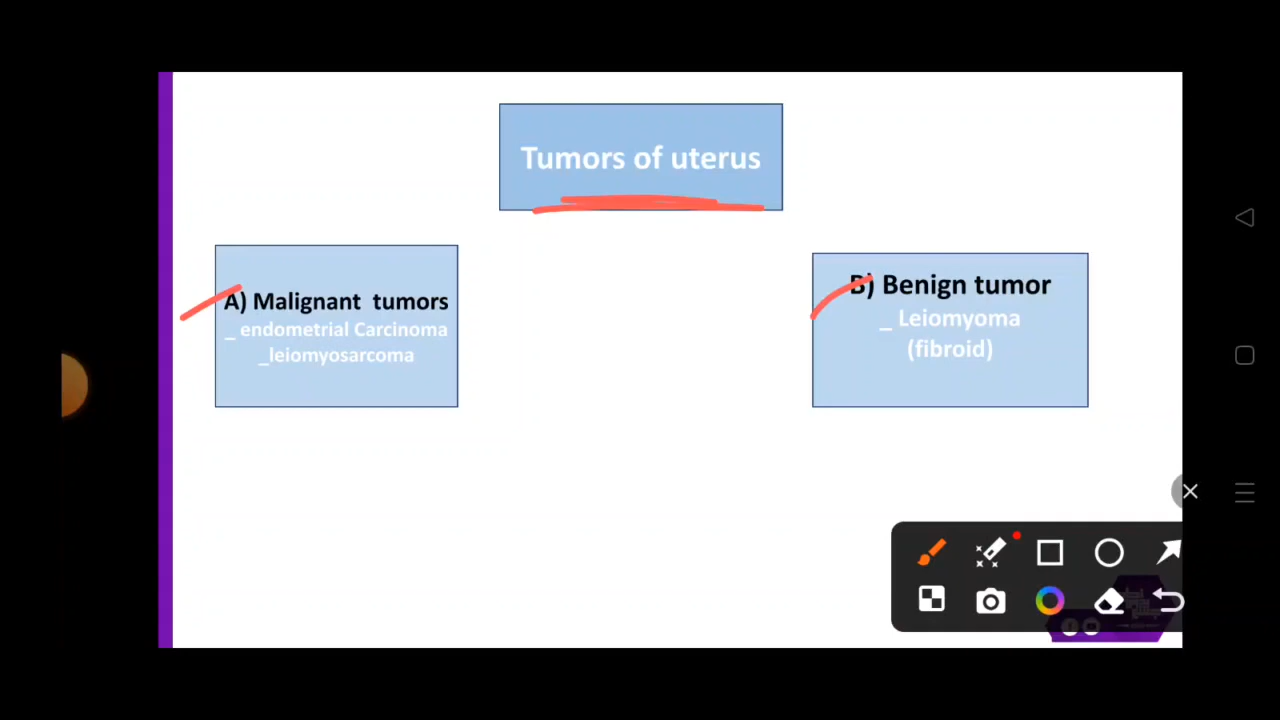 Tumors of uterus
A) Malignant tumors
_ endometrial Carcinoma
_leiomyosarcoma
B) Benign tumor
_ Leiomyoma
(fibroid)